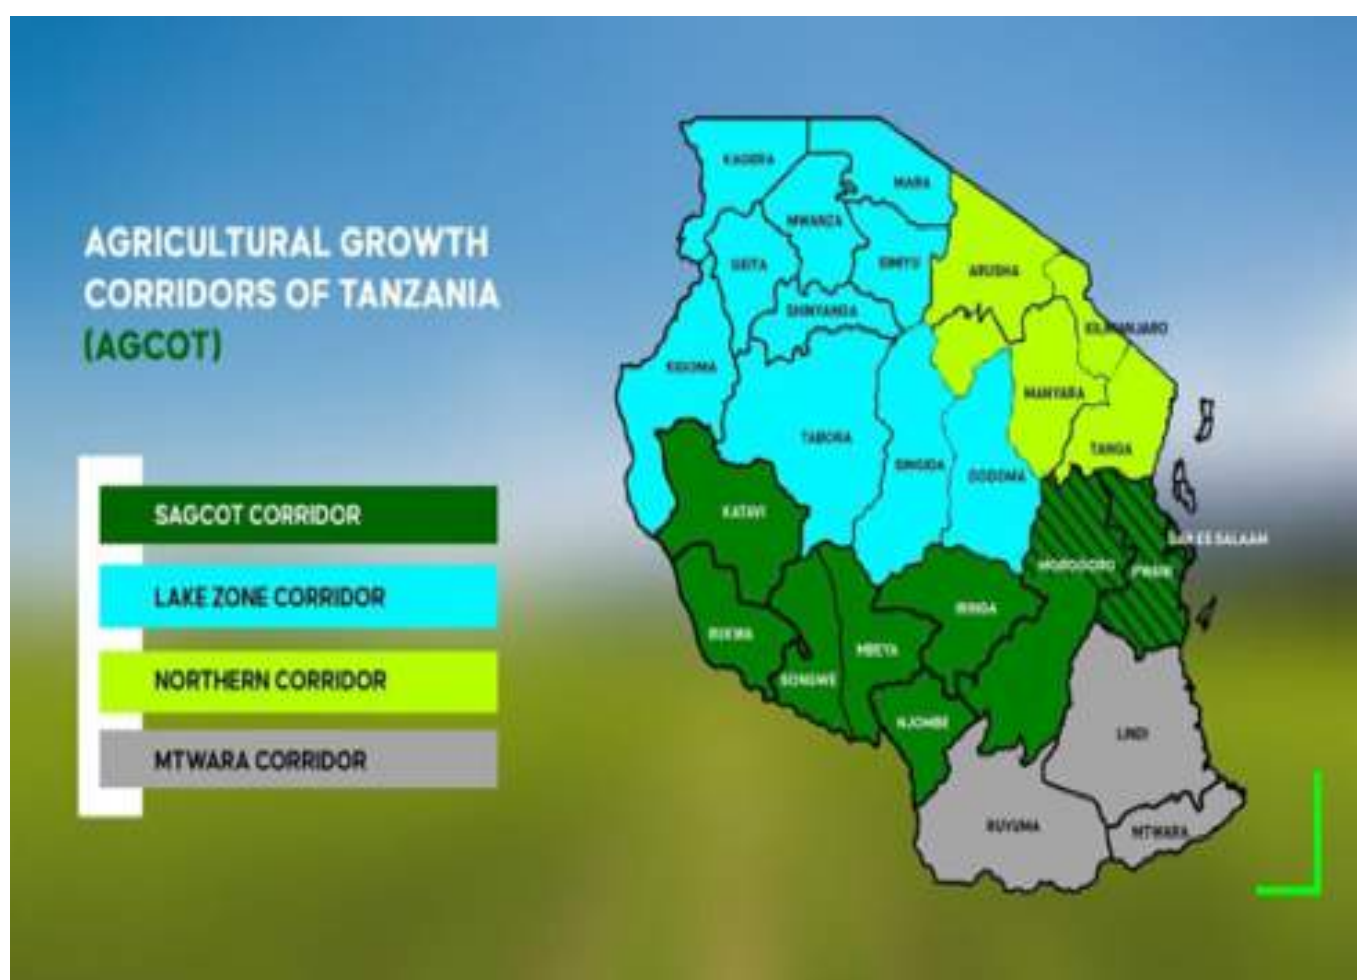 AGRICULTURAL GROWTH
CORRIDORS OF TANZANIA
(AGCOT)
SAGCOT CORRIDOR
LAKE ZONE CORRIDOR
NORTHERN CORRIDOR
MTWARA CORRIDOR
KAGERA
MARA
MWANZA
GEITA
SIMIYU
ARUSHA
SHINYANGA
KILIMANJARO
KIGOMA
MANYARA
TABORA
TANGA
SINGIDA
DODOMA
KATAVI
DAR ES SALAAM
MOROGORO
PWANI
IRINGA
RUKWA
MBEYA
SONGWE
NJOMBE
LINDI
RUVUMA
MTWARA